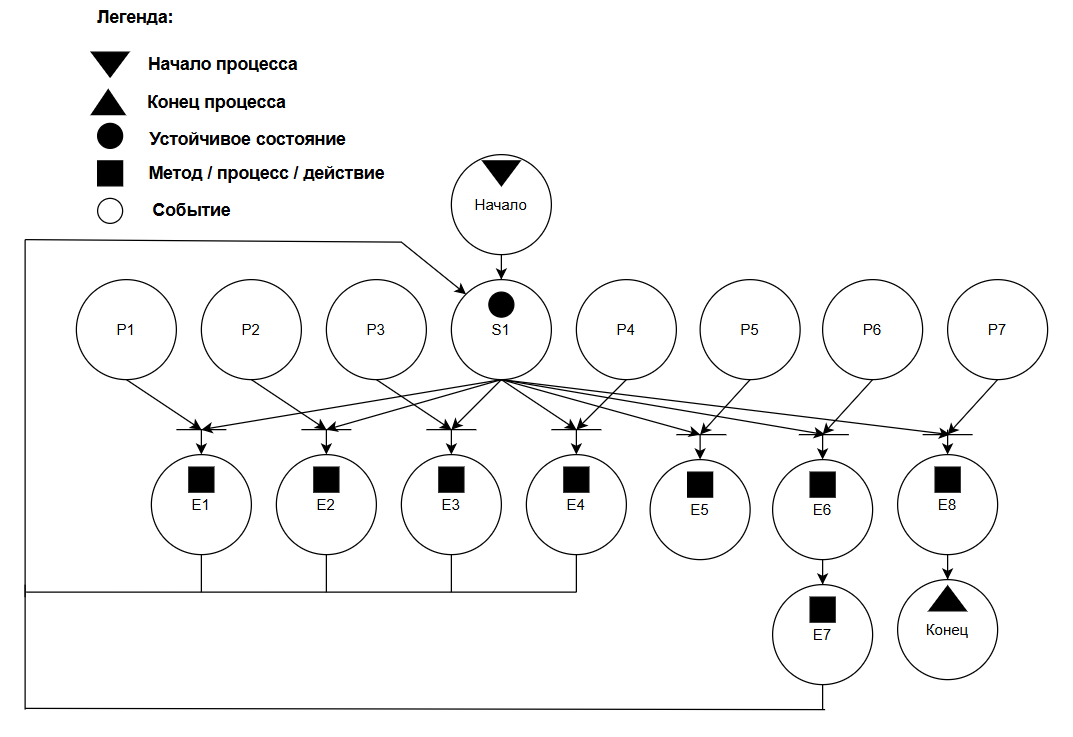 Легенда:
Начало процесса
Конец процесса
Устойчивое состояние
Метод / процесс / действие
Событие
Начало
P1
P2
P3
S1
P4
P5
P6
P7
E1
E2
E3
E4
E5
E6
E8
E7
Конец